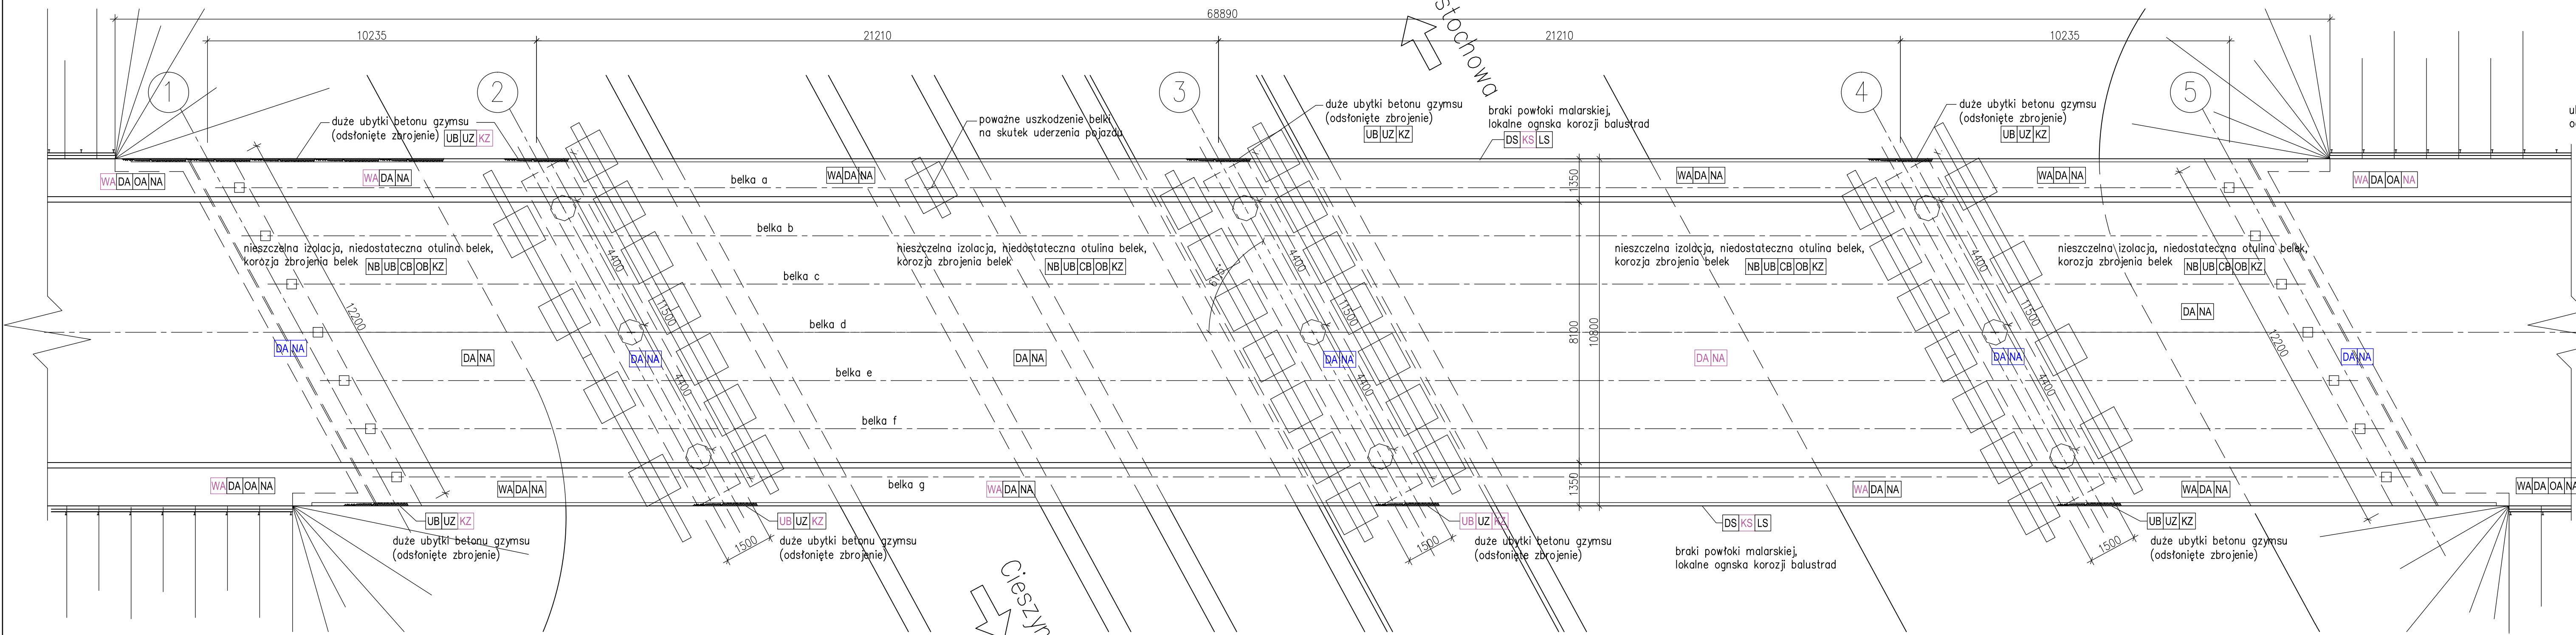 68890
10235
21210
21210
10235
stochowa
1
2
3
4
5
duże ubytki betonu gzymsu
(odsłonięte zbrojenie) UB UZ KZ
poważne uszkodzenie belki
na skutek uderzenia pojazdu
duże ubytki betonu gzymsu
(odsłonięte zbrojenie)
UB UZ KZ
braki powłoki malarskiej,
lokalne ognska korozji balustrad
DS KS LS
duże ubytki betonu gzymsu
(odsłonięte zbrojenie)
UB UZ KZ
WA DA OA NA
WA DA NA
belka a
WA DA NA
1350
WA DA NA
WA DA NA
WA DA OA NA
belka b
nieszczelna izolacja, niedostateczna otulina belek,
korozja zbrojenia belek NB UB CB OB KZ
nieszczelna izolacja, niedostateczna otulina belek,
korozja zbrojenia belek NB UB CB OB KZ
nieszczelna izolacja, niedostateczna otulina belek,
korozja zbrojenia belek NB UB CB OB KZ
nieszczelna izolacja, niedostateczna otulina belek,
korozja zbrojenia belek NB UB CB OB KZ
4400
4400
4400
belka c
12200
11500
11500
11500
12200
belka d
8100
10800
DA NA
DA NA
DA NA
DA NA
DA NA
DA NA
DA NA
DA NA
DA NA
belka e
4400
4400
4400
belka f
WA DA OA NA
WA DA NA
belka g
WA DA NA
1350
WA DA NA
WA DA NA
WA DA OA NA
UB UZ KZ
duże ubytki betonu gzymsu
(odsłonięte zbrojenie)
1500
UB UZ KZ
duże ubytki betonu gzymsu
(odsłonięte zbrojenie)
1500
UB UZ KZ
duże ubytki betonu gzymsu
(odsłonięte zbrojenie)
DS KS LS
braki powłoki malarskiej,
lokalne ognska korozji balustrad
1500
UB UZ KZ
duże ubytki betonu gzymsu
(odsłonięte zbrojenie)
Cieszyn